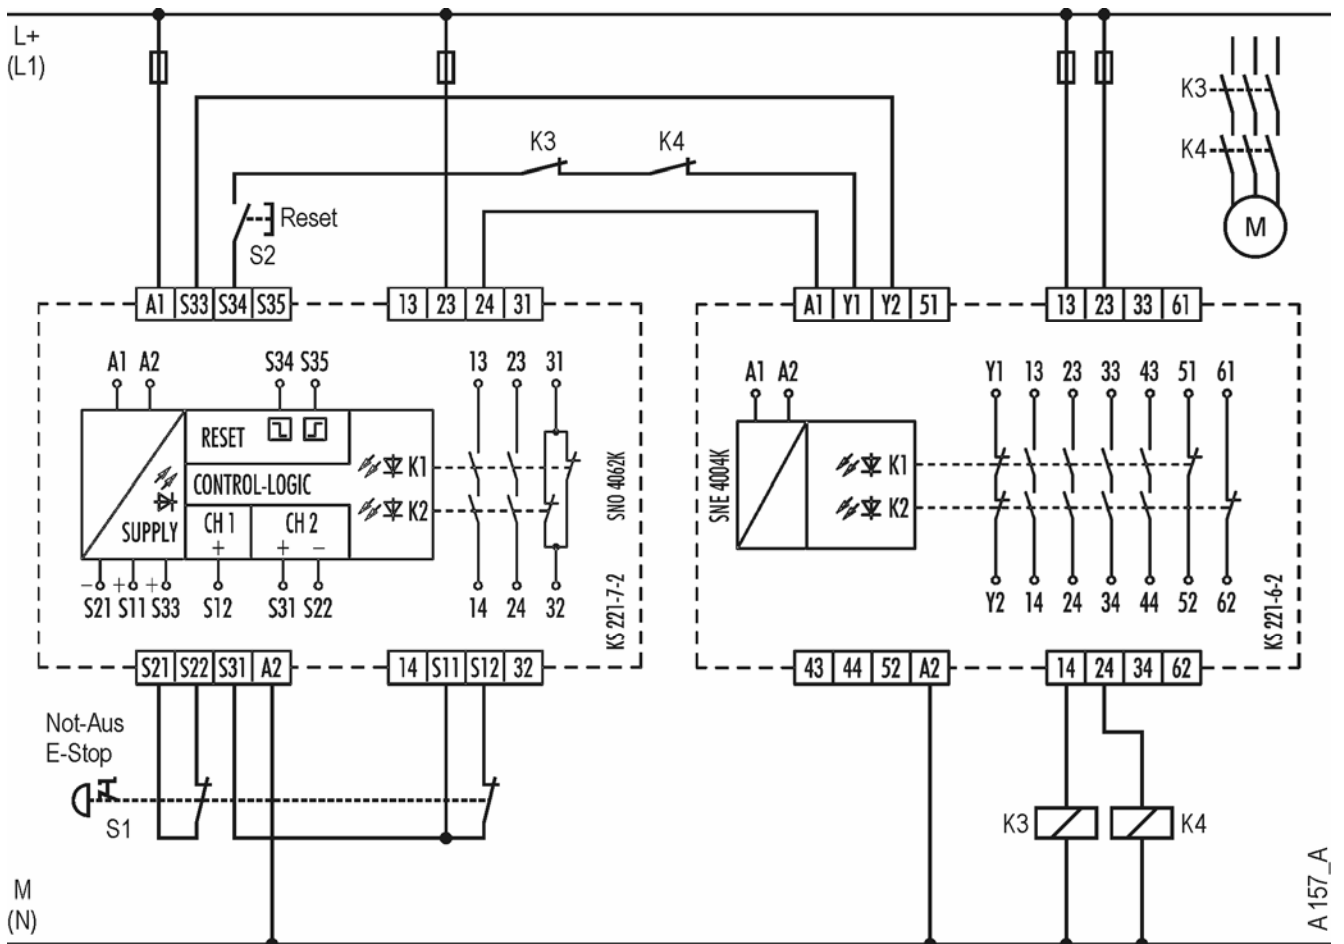 L+
(L1)
K3
K4
K3
K4
M
Reset
S2
A1 S33 S34 S35
13 23 24 31
A1 Y1 Y2 51
13 23 33 61
A1 A2
S34 S35
13 23 31
RESET
CONTROL-LOGIC
SUPPLY
CH 1
+
CH 2
+ −
K1
K2
− + +
S21 S11 S33
S12
S31 S22
14 24 32
SNO 4062K
KS 221-7-2
A1 A2
SNE 4004K
K1
K2
Y1 13 23 33 43 51 61
Y2 14 24 34 44 52 62
KS 221-6-2
S21 S22 S31 A2
14 S11 S12 32
43 44 52 A2
14 24 34 62
Not-Aus
E-Stop
S1
K3
K4
M
(N)
A 157_A